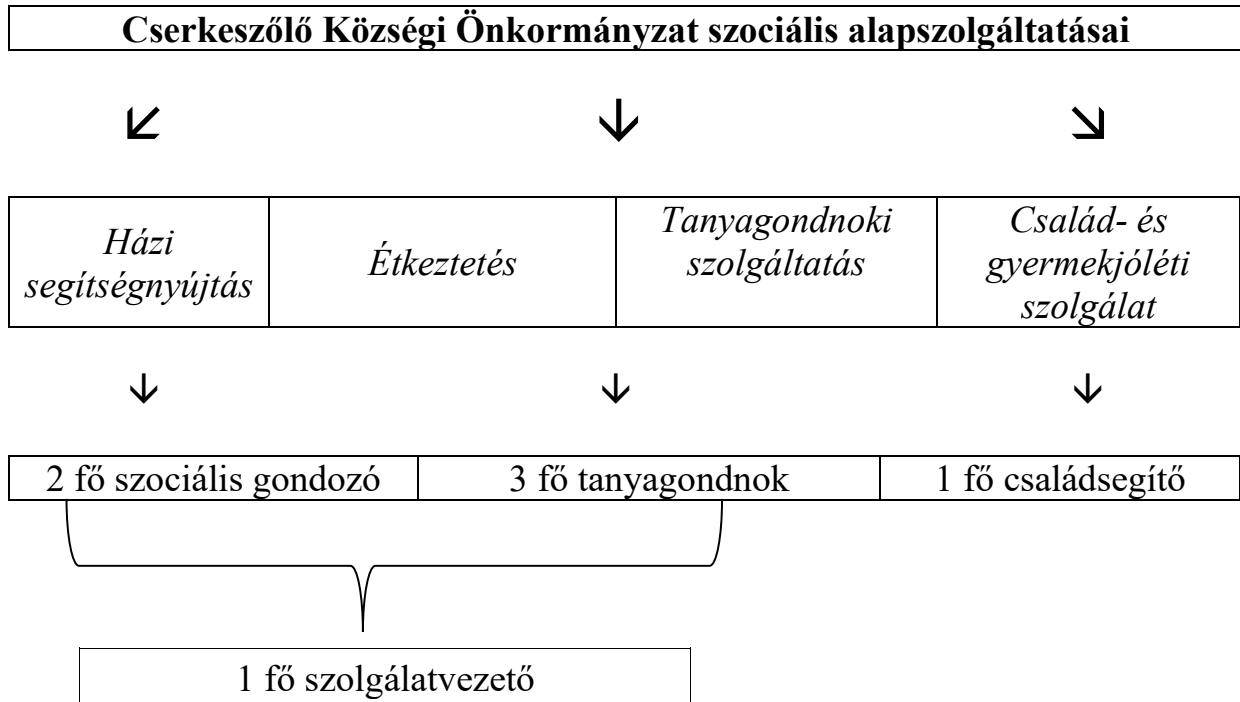 Cserkeszőlő Községi Önkormányzat szociális alapszolgáltatásai
Házi
segítségnyújtás
Étkeztetés
Tanyagondnoki
szolgáltatás
Család- és
gyermekjóléti
szolgálat
2 fő szociális gondozó
3 fő tanyagondnok
1 fő családsegítő
1 fő szolgálatvezető